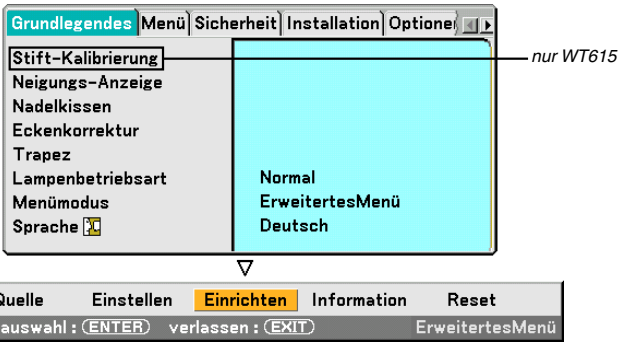 Grundlegendes Menü Sicherheit Installation
Stift-Kalibrierung nur WT615
Neigungs-Anzeige
Nadelkissen
Eckenkorrektur
Trapez
Lampenbetriebsart Normal
Menümodus ErweitertesMenü
Sprache Deutsch
Quelle Einstellen Einrichten Information Reset
auswahl : ENTER verlassen : EXIT ErweitertesMenü